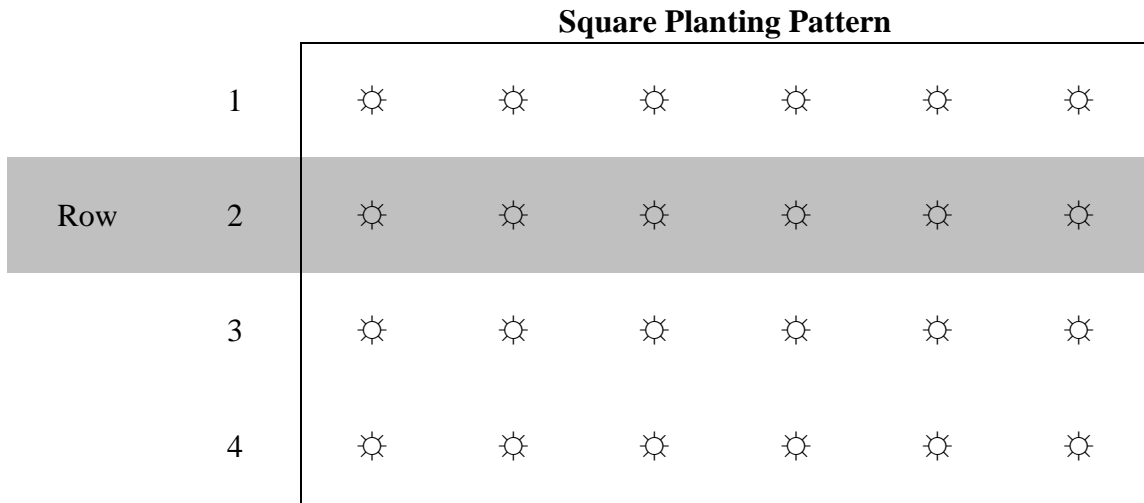 Square Planting Pattern
1 ☼ ☼ ☼ ☼ ☼ ☼
Row 2 ☼ ☼ ☼ ☼ ☼ ☼
3 ☼ ☼ ☼ ☼ ☼ ☼
4 ☼ ☼ ☼ ☼ ☼ ☼